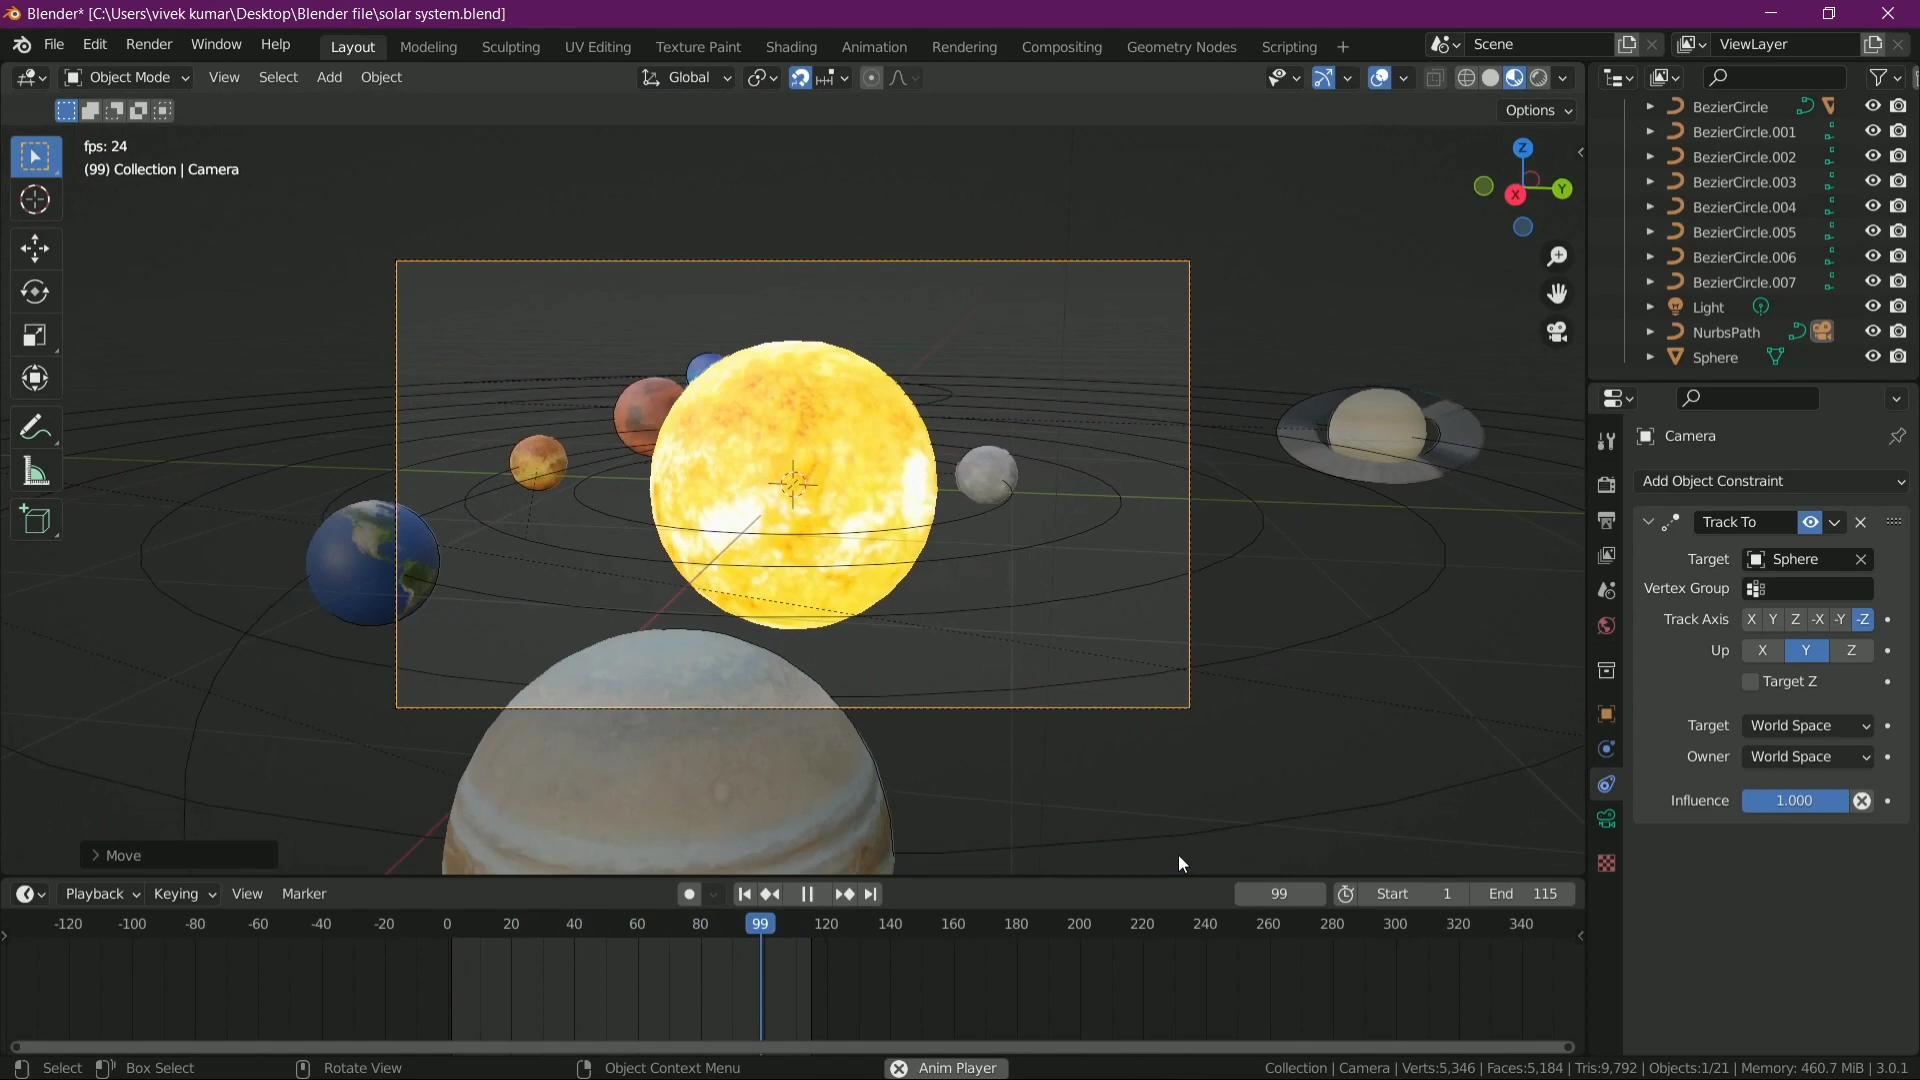 Blender* [C:\Users\vivek kumar\Desktop\Blender file\solar system.blend]
File Edit Render Window Help Layout Modeling Sculpting UV Editing Texture Paint Shading Animation Rendering Compositing Geometry Nodes Scripting + Scene ViewLayer
Object Mode View Select Add Object Global
Options
fps: 24
(99) Collection | Camera
Z
Y
X
BezierCircle
BezierCircle.001
BezierCircle.002
BezierCircle.003
BezierCircle.004
BezierCircle.005
BezierCircle.006
BezierCircle.007
Light
NurbsPath
Sphere
Camera
Add Object Constraint
Track To
Target Sphere
Vertex Group
Track Axis X Y Z -X -Y -Z
Up X Y Z
Target Z
Target World Space
Owner World Space
Influence 1.000
Move
Playback Keying View Marker 99 Start 1 End 115
-120 -100 -80 -60 -40 -20 0 20 40 60 80 99 120 140 160 180 200 220 240 260 280 300 320 340
Select Box Select Rotate View Object Context Menu Anim Player Collection | Camera | Verts:5,346 | Faces:5,184 | Tris:9,792 | Objects:1/21 | Memory: 460.7 MiB | 3.0.1